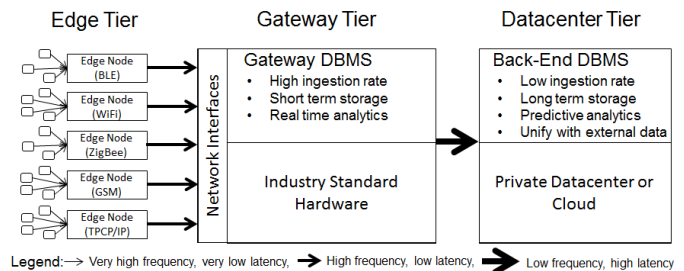 Edge Tier
Gateway Tier
Datacenter Tier
Edge Node
(BLE)
Edge Node
(WiFi)
Edge Node
(ZigBee)
Edge Node
(GSM)
Edge Node
(TPCP/IP)
Network Interfaces
Gateway DBMS
• High ingestion rate
• Short term storage
• Real time analytics
Industry Standard
Hardware
Back-End DBMS
• Low ingestion rate
• Long term storage
• Predictive analytics
• Unify with external data
Private Datacenter or
Cloud
Legend: Very high frequency, very low latency, High frequency, low latency, Low frequency, high latency